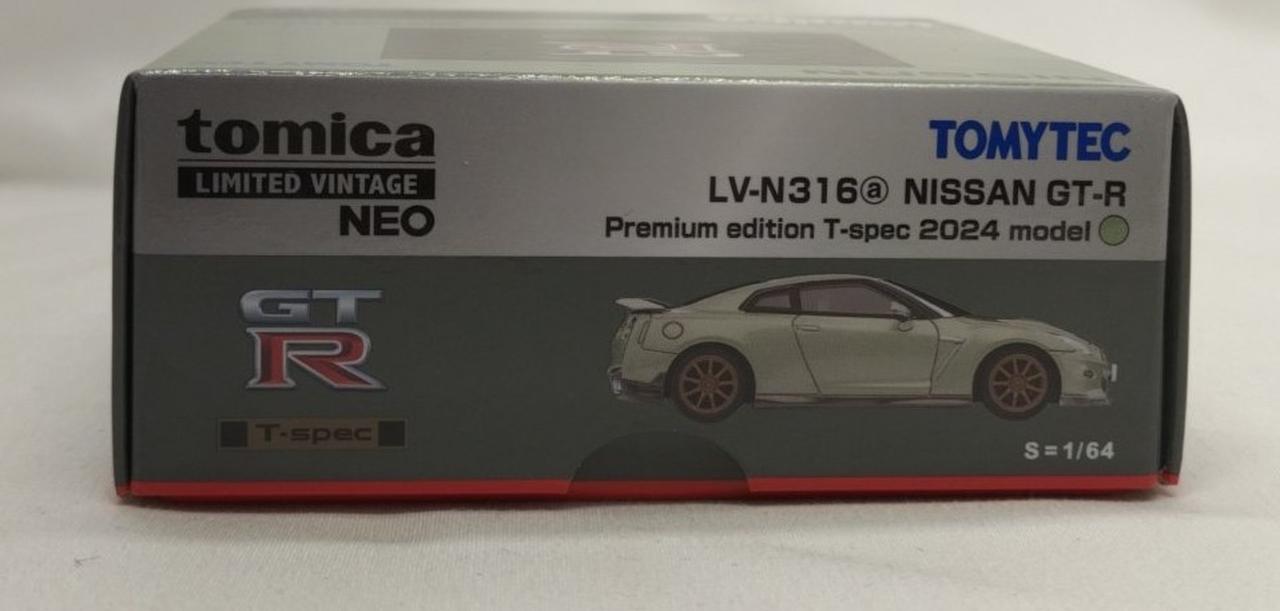 tomica
LIMITED VINTAGE
NEO
TOMYTEC
LV-N316ⓐ NISSAN GT-R
Premium edition T-spec 2024 model
GT
R
T-spec
S=1/64